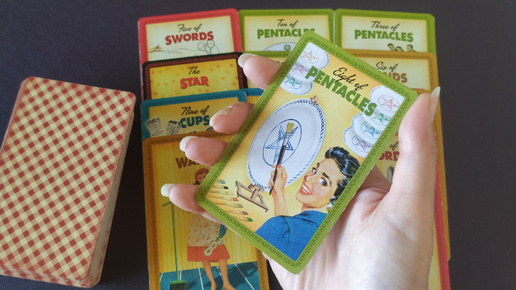 Five of
SWORDS
Ten of
PENTACLES
Three of
PENTACLES
The
STAR
Eight of
PENTACLES
Six of
Nine of
CUPS